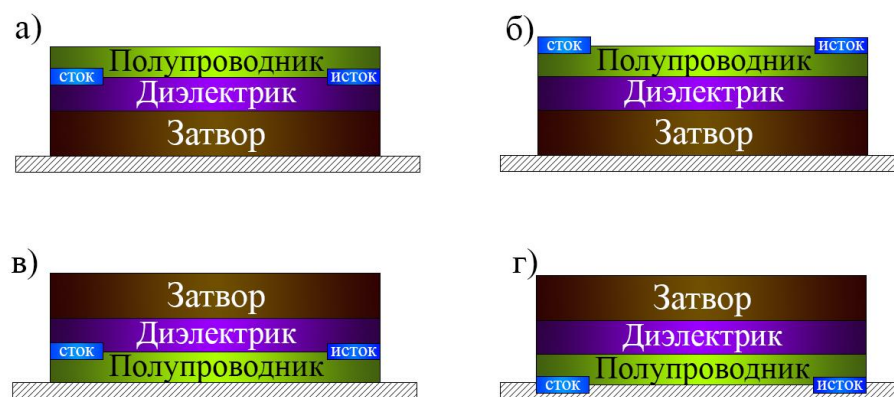 а)
Полупроводник
сток
исток
Диэлектрик
Затвор
б)
сток
исток
Полупроводник
Диэлектрик
Затвор
в)
Затвор
Диэлектрик
сток
исток
Полупроводник
г)
Затвор
Диэлектрик
Полупроводник
сток
исток